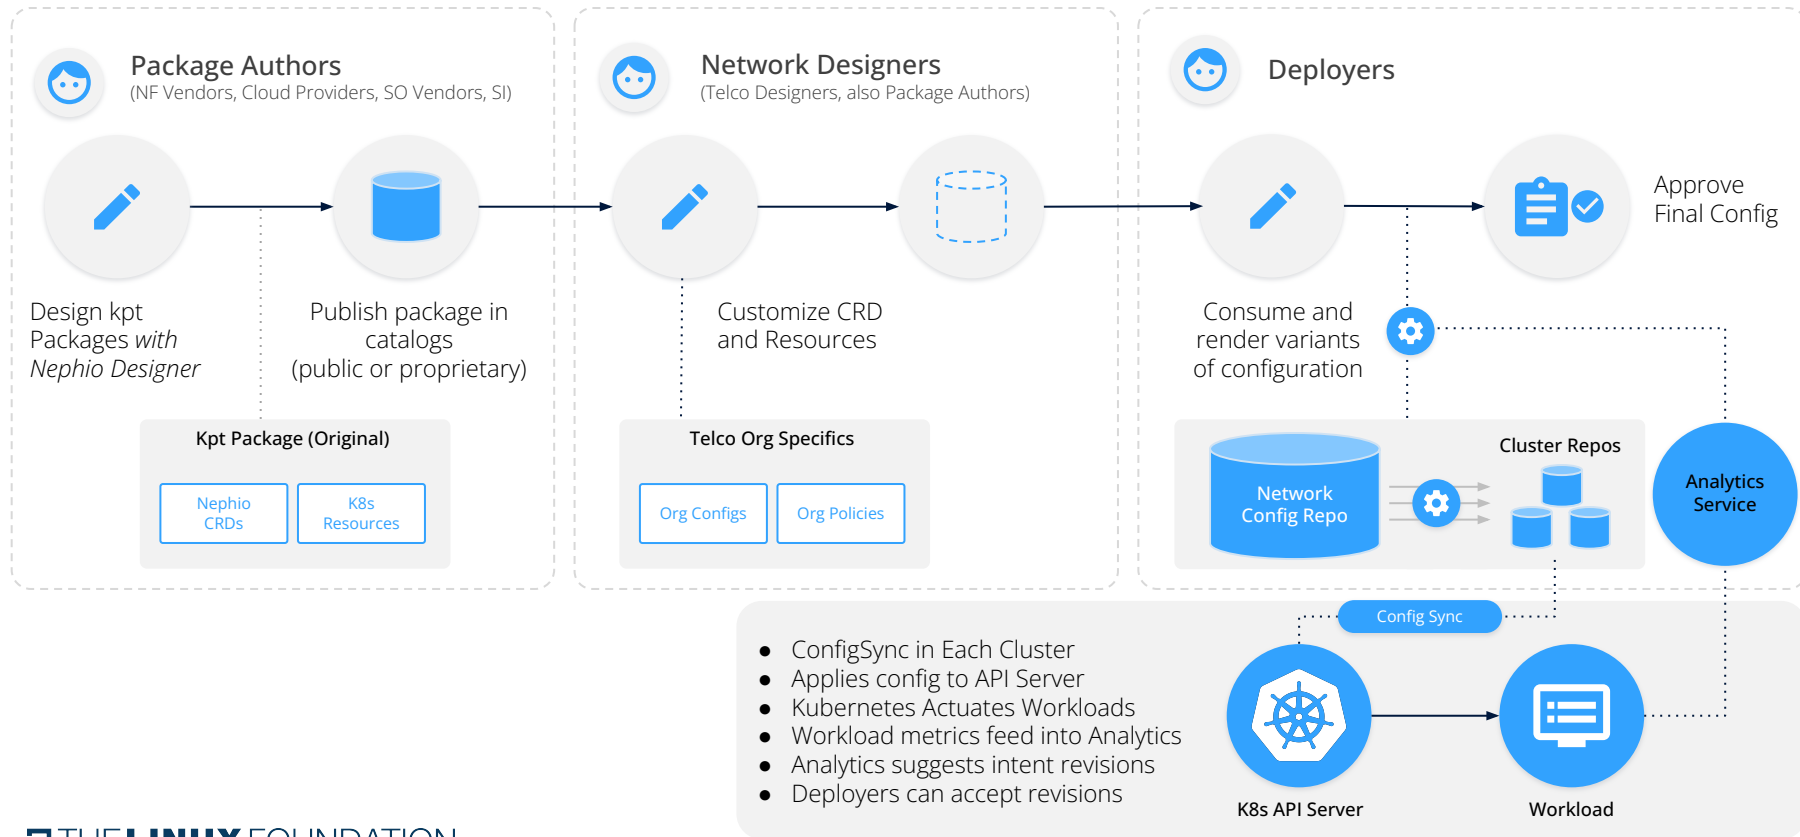 Package Authors
(NF Vendors, Cloud Providers, SO Vendors, SI)
Network Designers
(Telco Designers, also Package Authors)
Deployers
Approve
Final Config
Design kpt
Packages with
Nephio Designer
Publish package in
catalogs
(public or proprietary)
Customize CRD
and Resources
Consume and
render variants
of configuration
Kpt Package (Original)
Nephio
CRDs
K8s
Resources
Telco Org Specifics
Org Configs
Org Policies
Network
Config Repo
Cluster Repos
Analytics
Service
Config Sync
● ConfigSync in Each Cluster
● Applies config to API Server
● Kubernetes Actuates Workloads
● Workload metrics feed into Analytics
● Analytics suggests intent revisions
● Deployers can accept revisions
K8s API Server
Workload
THE LINUX FOUNDATION